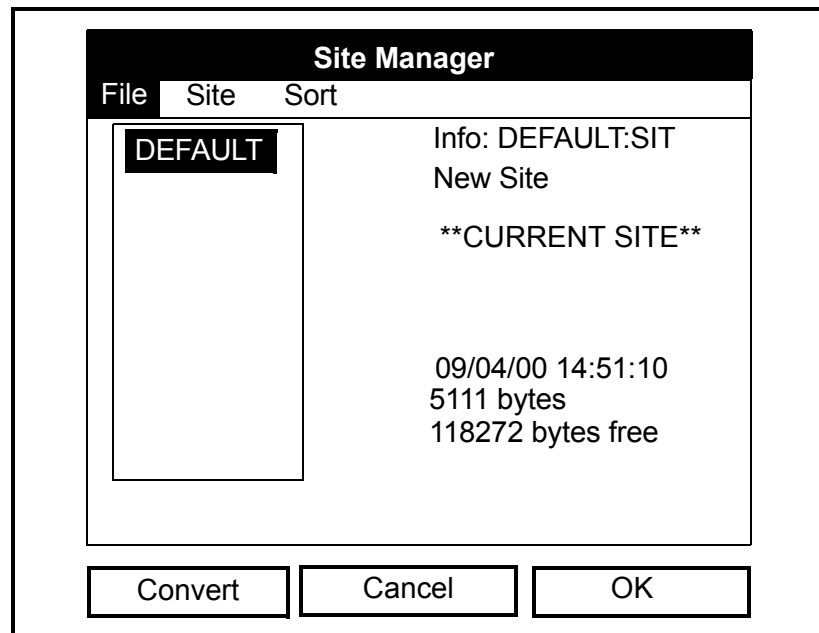 Site Manager
File Site Sort
DEFAULT
Info: DEFAULT:SIT
New Site
**CURRENT SITE**
09/04/00 14:51:10
5111 bytes
118272 bytes free
Convert Cancel OK